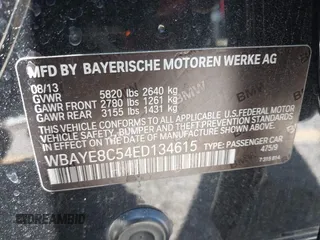 MFD BY BAYERISCHE MOTOREN WERKE AG
08/13
GVWR 5820 lbs 2640 kg
GAWR FRONT 2780 lbs 1261 kg
GAWR REAR 3155 lbs 1431 kg
THIS VEHICLE CONFORMS TO ALL APPLICABLE U.S. FEDERAL MOTOR
VEHICLE SAFETY, BUMPER, AND THEFT PREVENTION STANDARDS
IN EFFECT ON THE DATE OF MANUFACTURE SHOWN ABOVE.
WBAYE8C54ED134615 TYPE: PASSENGER CAR
475/9
DREAMBID